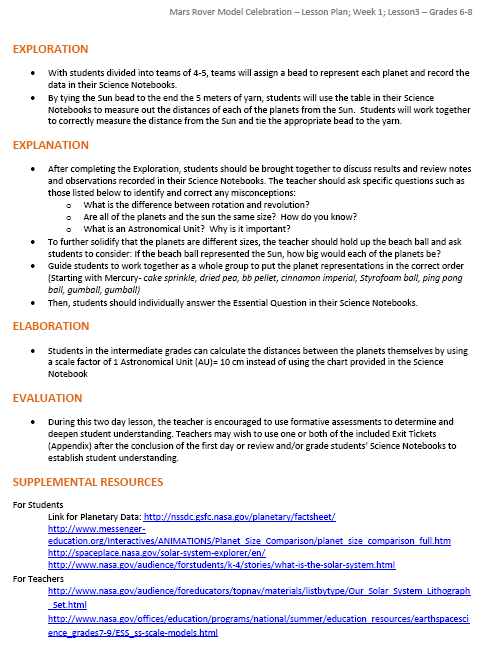 Mars Rover Model Celebration – Lesson Plan; Week 1; Lesson3 – Grades 6-8
EXPLORATION
• With students divided into teams of 4-5, teams will assign a bead to represent each planet and record the
data in their Science Notebooks.
• By tying the Sun bead to the end the 5 meters of yarn, students will use the table in their Science
Notebooks to measure out the distances of each of the planets from the Sun. Students will work together
to correctly measure the distance from the Sun and tie the appropriate bead to the yarn.
EXPLANATION
• After completing the Exploration, students should be brought together to discuss results and review notes
and observations recorded in their Science Notebooks. The teacher should ask specific questions such as
those listed below to identify and correct any misconceptions:
o What is the difference between rotation and revolution?
o Are all of the planets and the sun the same size? How do you know?
o What is an Astronomical Unit? Why is it important?
• To further solidify that the planets are different sizes, the teacher should hold up the beach ball and ask
students to consider: If the beach ball represented the Sun, how big would each of the planets be?
• Guide students to work together as a whole group to put the planet representations in the correct order
(Starting with Mercury- cake sprinkle, dried pea, bb pellet, cinnamon imperial, Styrofoam ball, ping pong
ball, gumball, gumball)
• Then, students should individually answer the Essential Question in their Science Notebooks.
ELABORATION
• Students in the intermediate grades can calculate the distances between the planets themselves by using
a scale factor of 1 Astronomical Unit (AU)= 10 cm instead of using the chart provided in the Science
Notebook
EVALUATION
• During this two day lesson, the teacher is encouraged to use formative assessments to determine and
deepen student understanding. Teachers may wish to use one or both of the included Exit Tickets
(Appendix) after the conclusion of the first day or review and/or grade students' Science Notebooks to
establish student understanding.
SUPPLEMENTAL RESOURCES
For Students
Link for Planetary Data: http://nssdc.gsfc.nasa.gov/planetary/factsheet/
http://www.messenger-
education.org/Interactives/ANIMATIONS/Planet_Size_Comparison/planet_size_comparison_full.htm
http://spaceplace.nasa.gov/solar-system-explorer/en/
http://www.nasa.gov/audience/forstudents/k-4/stories/what-is-the-solar-system.html
For Teachers
http://www.nasa.gov/audience/foreducators/topnav/materials/listbytype/Our_Solar_System_Lithograph
_Set.html
http://www.nasa.gov/offices/education/programs/national/summer/education_resources/earthspacesci
ence_grades7-9/ESS_ss-scale-models.html